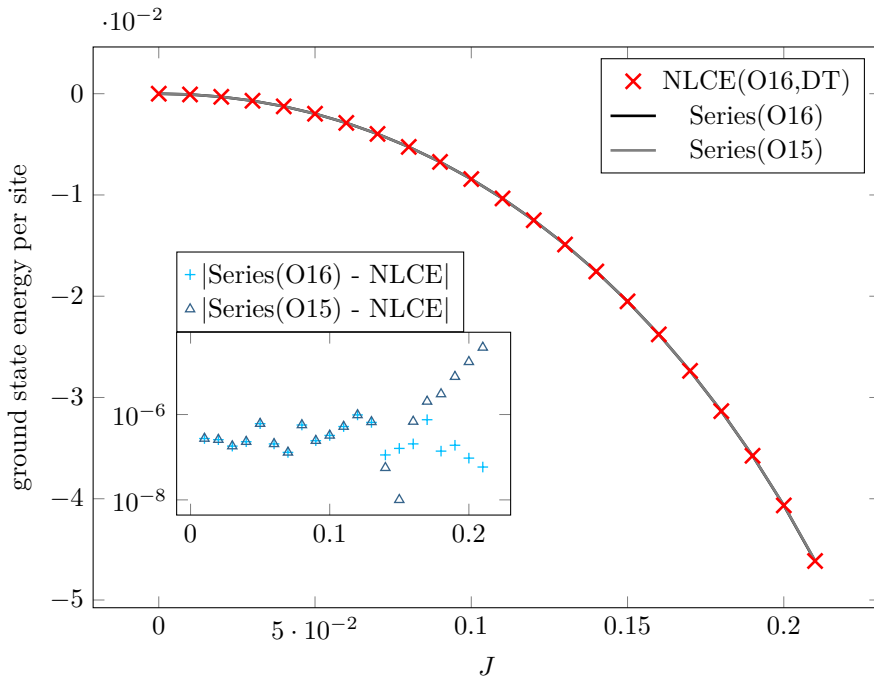 ·10⁻²
0
−1
−2
−3
−4
−5
ground state energy per site
NLCE(O16,DT)
Series(O16)
Series(O15)
|Series(O16) - NLCE|
|Series(O15) - NLCE|
10⁻⁶
10⁻⁸
0
0.1
0.2
0
5 · 10⁻²
0.1
0.15
0.2
J